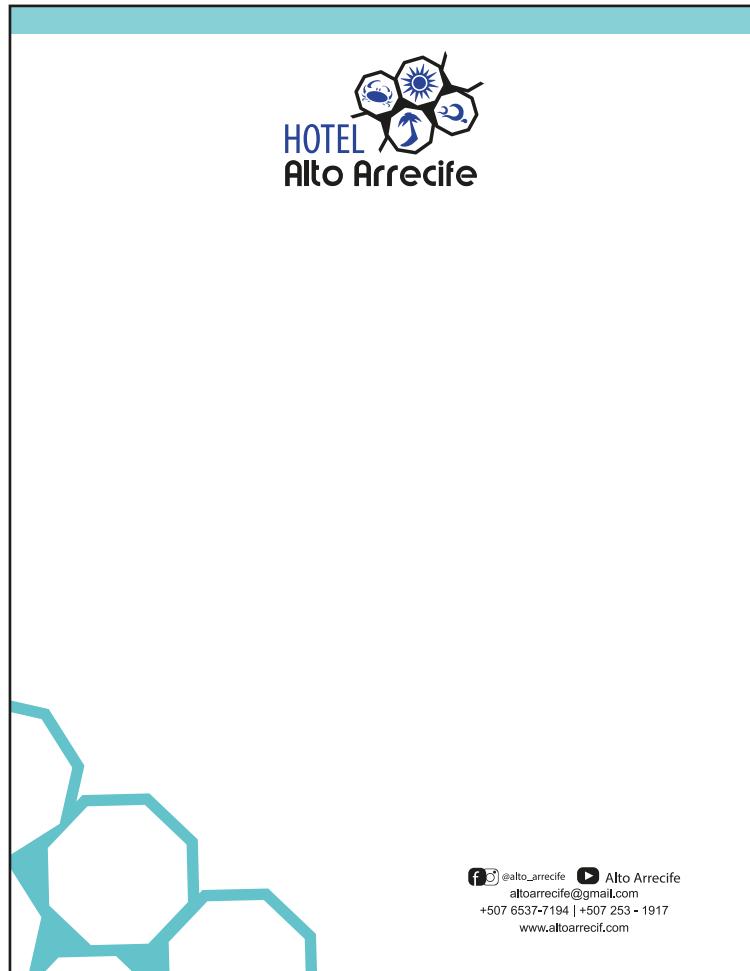 HOTEL
Alto Arrecife
@alto_arrecife Alto Arrecife
altoarrecife@gmail.com
+507 6537-7194 | +507 253 - 1917
www.altoarrecif.com